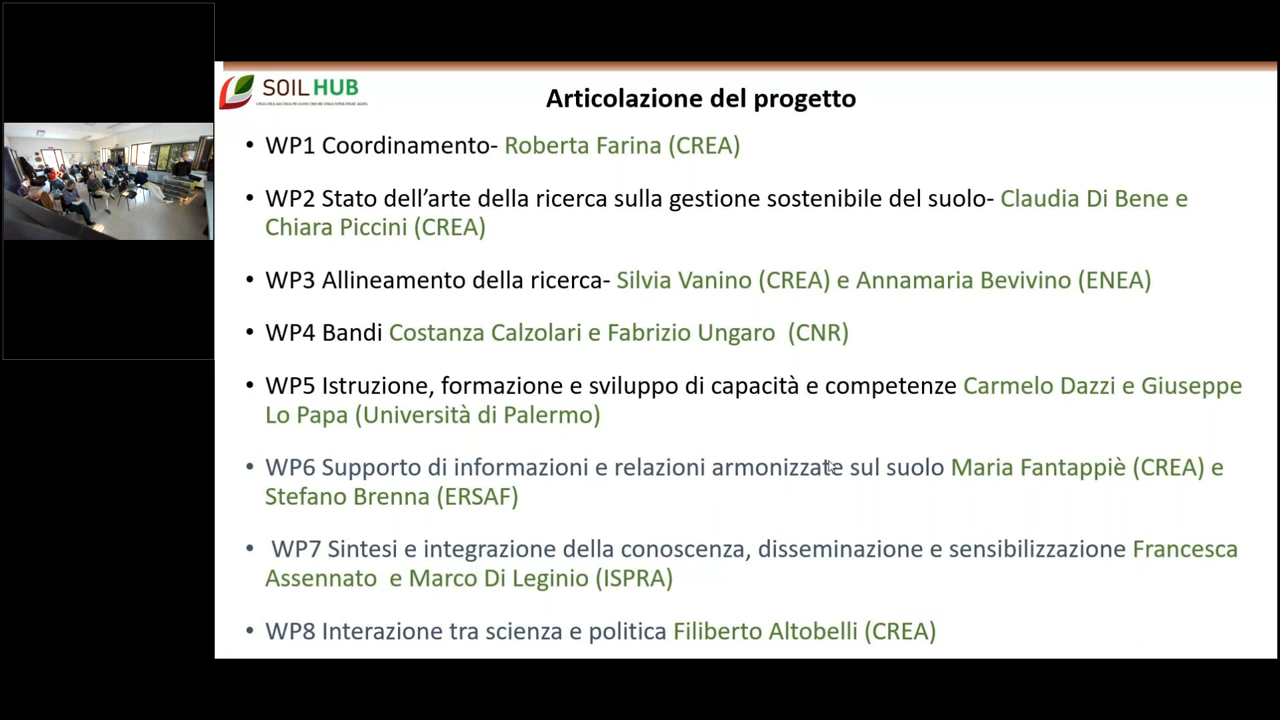 SOIL HUB
Articolazione del progetto
• WP1 Coordinamento- Roberta Farina (CREA)
• WP2 Stato dell’arte della ricerca sulla gestione sostenibile del suolo- Claudia Di Bene e
Chiara Piccini (CREA)
• WP3 Allineamento della ricerca- Silvia Vanino (CREA) e Annamaria Bevivino (ENEA)
• WP4 Bandi Costanza Calzolari e Fabrizio Ungaro (CNR)
• WP5 Istruzione, formazione e sviluppo di capacità e competenze Carmelo Dazzi e Giuseppe
Lo Papa (Università di Palermo)
• WP6 Supporto di informazioni e relazioni armonizzate sul suolo Maria Fantappiè (CREA) e
Stefano Brenna (ERSAF)
• WP7 Sintesi e integrazione della conoscenza, disseminazione e sensibilizzazione Francesca
Assennato e Marco Di Leginio (ISPRA)
• WP8 Interazione tra scienza e politica Filiberto Altobelli (CREA)